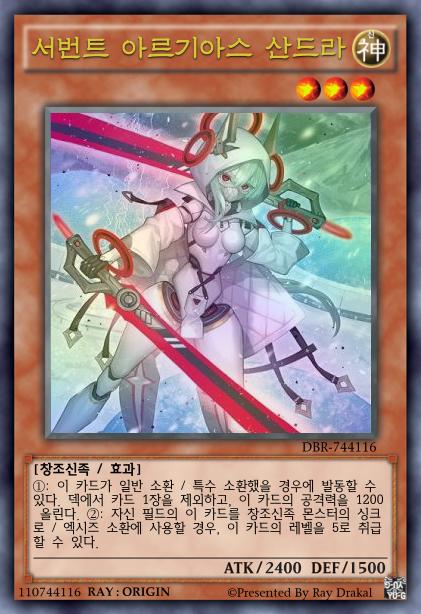 서번트 아르기아스 산드라
신
神
DBR-744116
[창조신족 / 효과]
①: 이 카드가 일반 소환 / 특수 소환했을 경우에 발동할 수
있다. 덱에서 카드 1장을 제외하고, 이 카드의 공격력을 1200
올린다. ②: 자신 필드의 이 카드를 창조신족 몬스터의 싱크
로 / 엑시즈 소환에 사용할 경우, 이 카드의 레벨을 5로 취급
할 수 있다.
ATK/2400 DEF/1500
110744116 RAY : ORIGIN ©Presented By Ray Drakal